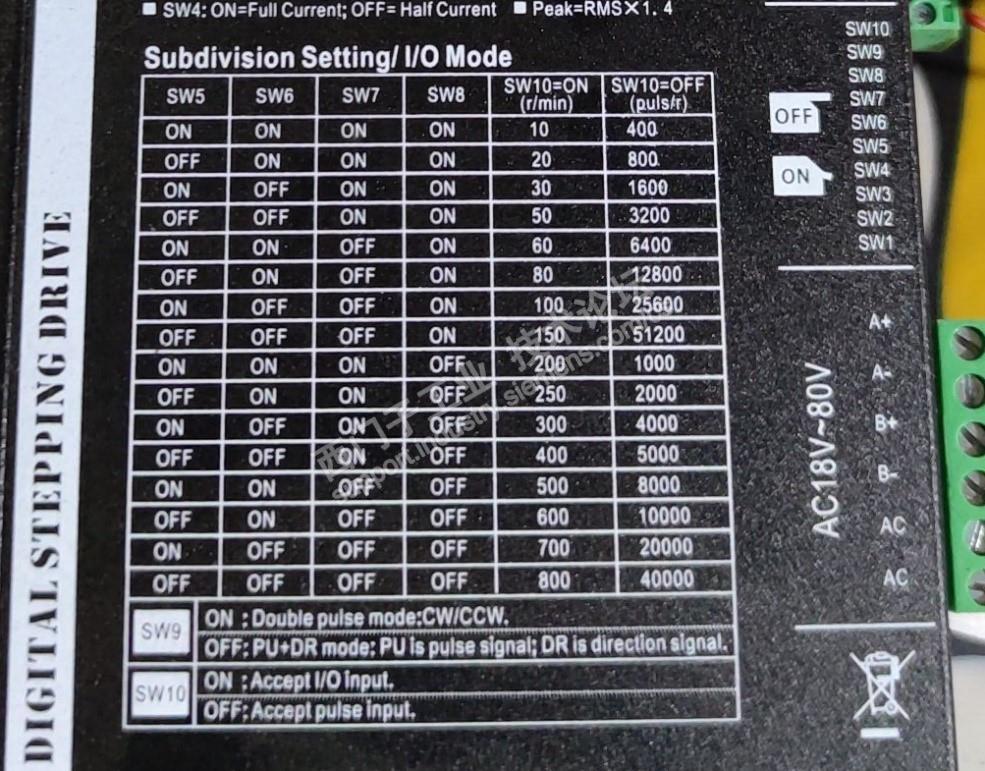 ■ SW4: ON=Full Current; OFF= Half Current ■ Peak=RMS×1.4
Subdivision Setting/ I/O Mode
SW5 SW6 SW7 SW8 SW10=ON (r/min) SW10=OFF (puls/r)
ON ON ON ON 10 400
OFF ON ON ON 20 800
ON OFF ON ON 30 1600
OFF OFF ON ON 50 3200
ON ON OFF ON 60 6400
OFF ON OFF ON 80 12800
ON OFF OFF ON 100 25600
OFF OFF OFF ON 150 51200
ON ON ON OFF 200 1000
OFF ON ON OFF 250 2000
ON OFF ON OFF 300 4000
OFF OFF ON OFF 400 5000
ON ON OFF OFF 500 8000
OFF ON OFF OFF 600 10000
ON OFF OFF OFF 700 20000
OFF OFF OFF OFF 800 40000
SW9
ON :Double pulse mode:CW/CCW.
OFF: PU+DR mode: PU is pulse signal; DR is direction signal.
SW10
ON :Accept I/O input.
OFF:Accept pulse input.
DIGITAL STEPPING DRIVE
OFF
ON
SW10
SW9
SW8
SW7
SW6
SW5
SW4
SW3
SW2
SW1
AC18V~80V
A+
A-
B+
B-
AC
AC
西门子工业 技术论坛